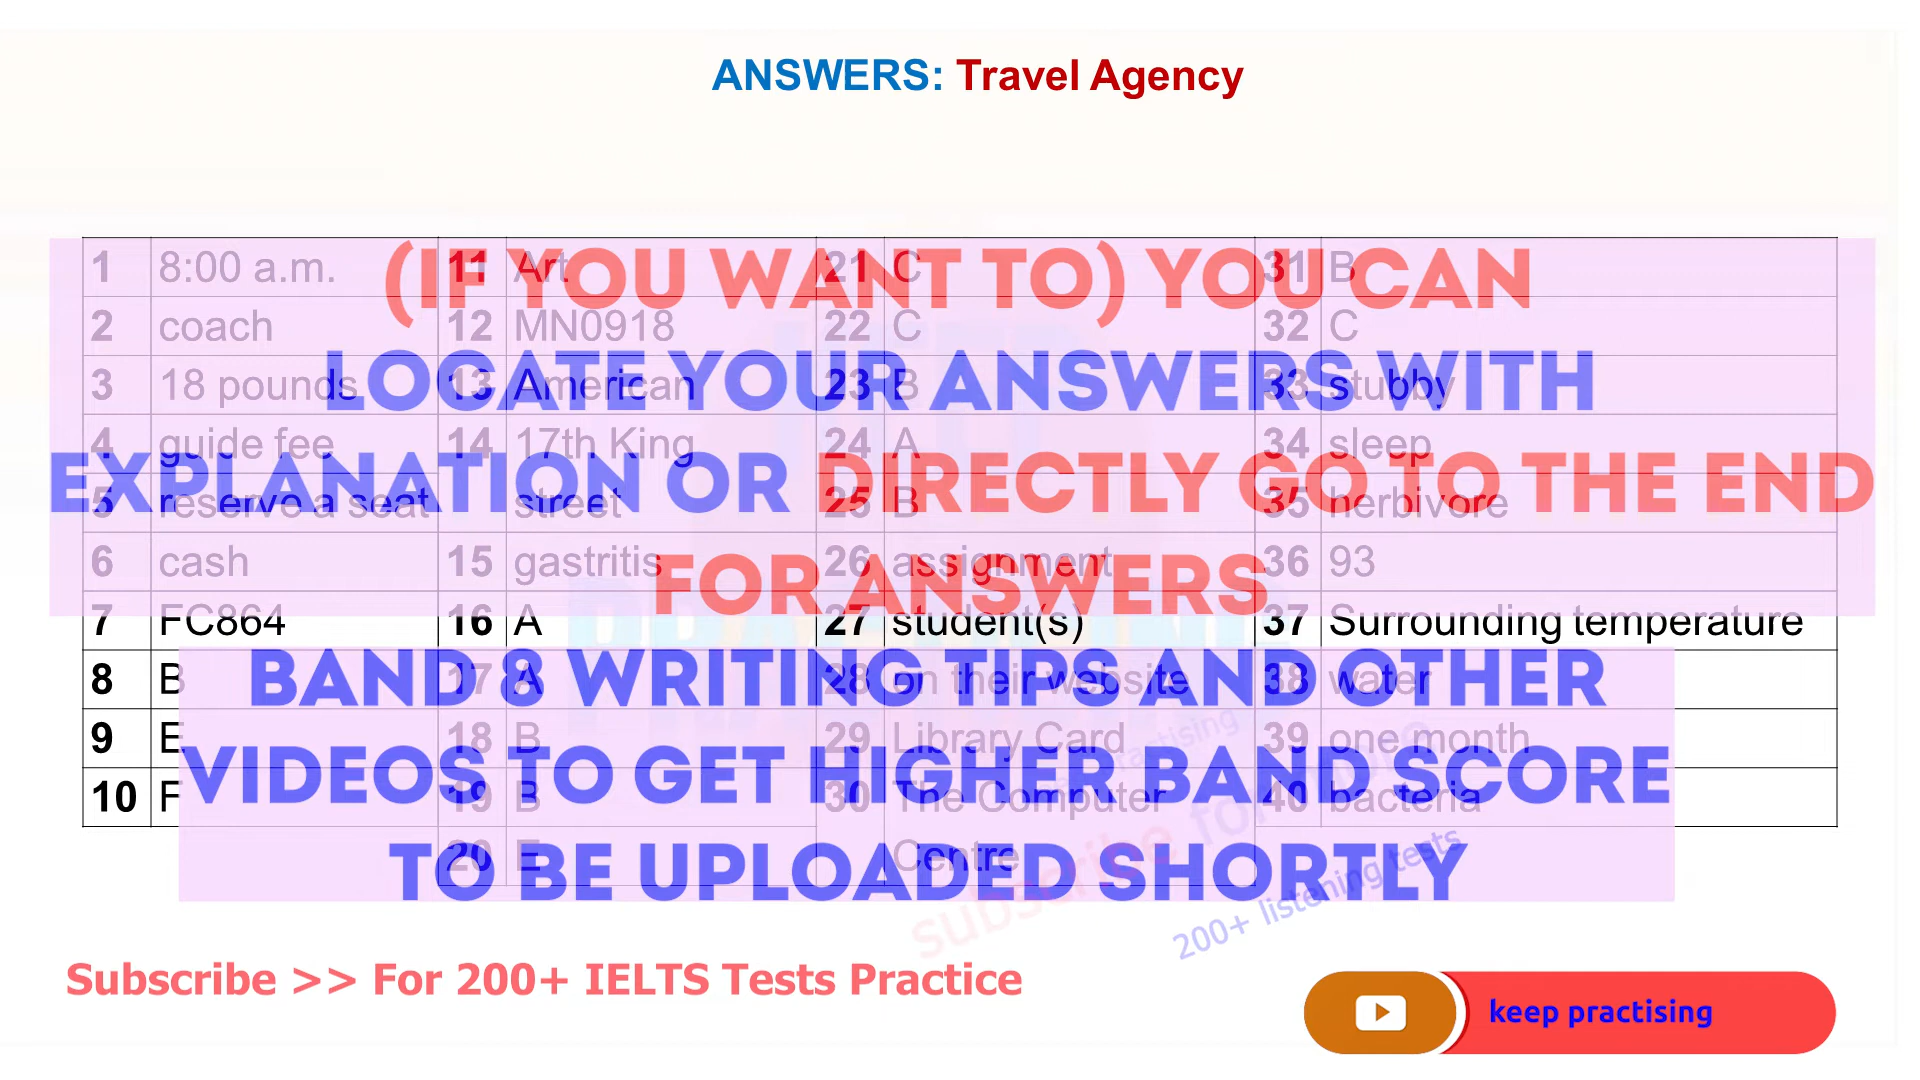 ANSWERS: Travel Agency
(IF YOU WANT TO) YOU CAN
LOCATE YOUR ANSWERS WITH
EXPLANATION OR DIRECTLY GO TO THE END
FOR ANSWERS
BAND 8 WRITING TIPS AND OTHER
VIDEOS TO GET HIGHER BAND SCORE
TO BE UPLOADED SHORTLY
1 8:00 a.m. 11 Art 21 C 31 B
2 coach 12 MN0918 22 C 32 C
3 18 pounds 13 American 23 B 33 stubby
4 guide fee 14 17th King 24 A 34 sleep
5 reserve a seat street 25 B 35 herbivore
6 cash 15 gastritis 26 assignment 36 93
7 FC864 16 A 27 student(s) 37 Surrounding temperature
8 B 17 A 28 on their website 38 water
9 E 18 B 29 Library Card 39 one month
10 F 19 B 30 The Computer 40 bacteria
20 E Centre
subscribe for more
200+ listening tests
Subscribe >> For 200+ IELTS Tests Practice
keep practising